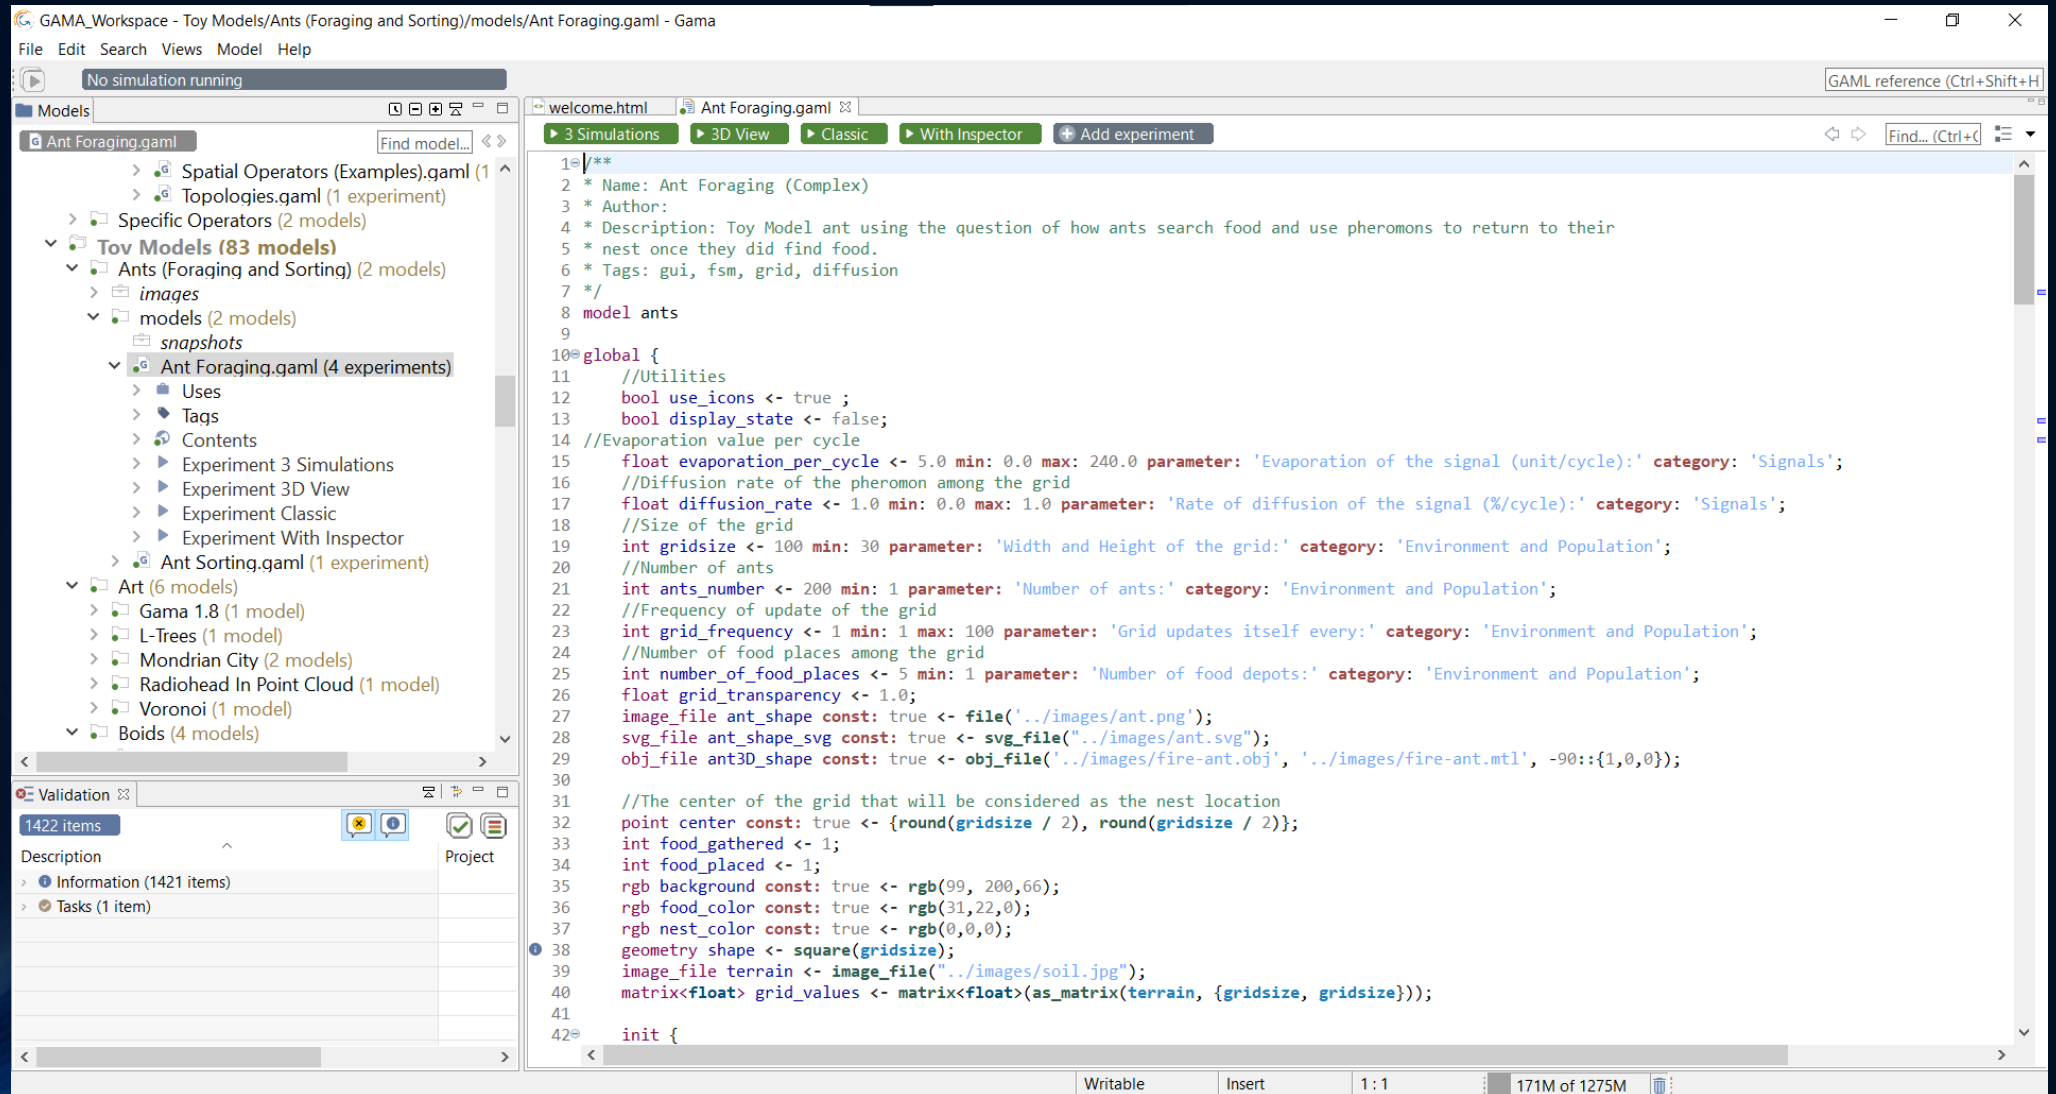 GAMA_Workspace - Toy Models/Ants (Foraging and Sorting)/models/Ant Foraging.gaml - Gama
File Edit Search Views Model Help
No simulation running
GAML reference (Ctrl+Shift+H
Models
Ant Foraging.gaml
Find model...
Spatial Operators (Examples).gaml (1
Topologies.gaml (1 experiment)
Specific Operators (2 models)
Toy Models (83 models)
Ants (Foraging and Sorting) (2 models)
images
models (2 models)
snapshots
Ant Foraging.gaml (4 experiments)
Uses
Tags
Contents
Experiment 3 Simulations
Experiment 3D View
Experiment Classic
Experiment With Inspector
Ant Sorting.gaml (1 experiment)
Art (6 models)
Gama 1.8 (1 model)
L-Trees (1 model)
Mondrian City (2 models)
Radiohead In Point Cloud (1 model)
Voronoi (1 model)
Boids (4 models)
Validation
1422 items
Description Project
Information (1421 items)
Tasks (1 item)
welcome.html Ant Foraging.gaml
3 Simulations 3D View Classic With Inspector Add experiment
Find... (Ctrl+(
1 /**
2 * Name: Ant Foraging (Complex)
3 * Author:
4 * Description: Toy Model ant using the question of how ants search food and use pheromons to return to their
5 * nest once they did find food.
6 * Tags: gui, fsm, grid, diffusion
7 */
8 model ants
9
10 global {
11 //Utilities
12 bool use_icons <- true ;
13 bool display_state <- false;
14 //Evaporation value per cycle
15 float evaporation_per_cycle <- 5.0 min: 0.0 max: 240.0 parameter: 'Evaporation of the signal (unit/cycle):' category: 'Signals';
16 //Diffusion rate of the pheromon among the grid
17 float diffusion_rate <- 1.0 min: 0.0 max: 1.0 parameter: 'Rate of diffusion of the signal (%/cycle):' category: 'Signals';
18 //Size of the grid
19 int gridsize <- 100 min: 30 parameter: 'Width and Height of the grid:' category: 'Environment and Population';
20 //Number of ants
21 int ants_number <- 200 min: 1 parameter: 'Number of ants:' category: 'Environment and Population';
22 //Frequency of update of the grid
23 int grid_frequency <- 1 min: 1 max: 100 parameter: 'Grid updates itself every:' category: 'Environment and Population';
24 //Number of food places among the grid
25 int number_of_food_places <- 5 min: 1 parameter: 'Number of food depots:' category: 'Environment and Population';
26 float grid_transparency <- 1.0;
27 image_file ant_shape const: true <- file('../images/ant.png');
28 svg_file ant_shape_svg const: true <- svg_file("../images/ant.svg");
29 obj_file ant3D_shape const: true <- obj_file('../images/fire-ant.obj', '../images/fire-ant.mtl', -90::{1,0,0});
30
31 //The center of the grid that will be considered as the nest location
32 point center const: true <- {round(gridsize / 2), round(gridsize / 2)};
33 int food_gathered <- 1;
34 int food_placed <- 1;
35 rgb background const: true <- rgb(99, 200,66);
36 rgb food_color const: true <- rgb(31,22,0);
37 rgb nest_color const: true <- rgb(0,0,0);
38 geometry shape <- square(gridsize);
39 image_file terrain <- image_file("../images/soil.jpg");
40 matrix<float> grid_values <- matrix<float>(as_matrix(terrain, {gridsize, gridsize}));
41
42 init {
Writable Insert 1 : 1 171M of 1275M